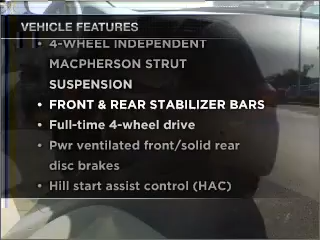 VEHICLE FEATURES
• 4-WHEEL INDEPENDENT
MACPHERSON STRUT
SUSPENSION
• FRONT & REAR STABILIZER BARS
• Full-time 4-wheel drive
• Pwr ventilated front/solid rear
disc brakes
• Hill start assist control (HAC)